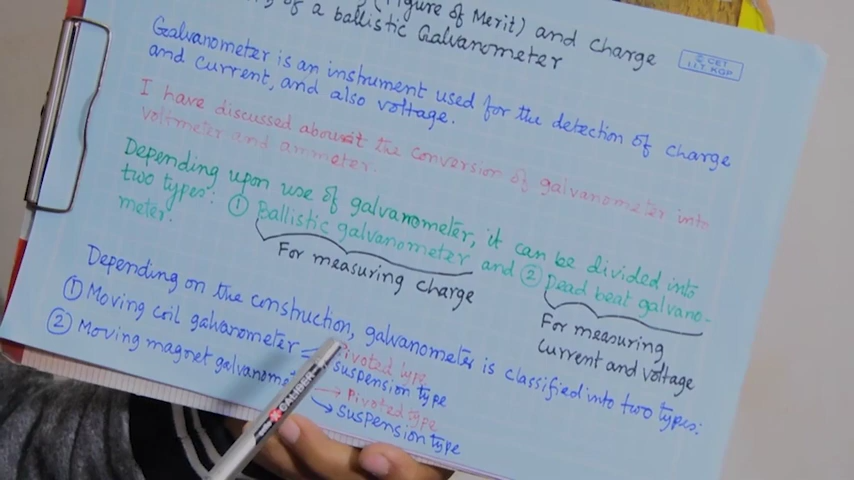 (Figure of Merit) and charge
of a ballistic Galvanometer
© CET
I.I.T. KGP
Galvanometer is an instrument used for the detection of charge
and current, and also voltage.
I have discussed about the conversion of galvanometer into
voltmeter and ammeter.
Depending upon use of galvanometer, it can be divided into
two types: ① Ballistic galvanometer and ② Dead beat galvano-
meter.
For measuring charge
For measuring
current and voltage
Depending on the construction, galvanometer is classified into two types:
① Moving coil galvanometer
Pivoted type
suspension type
② Moving magnet
→ Pivoted type
→ suspension type
CALIBER